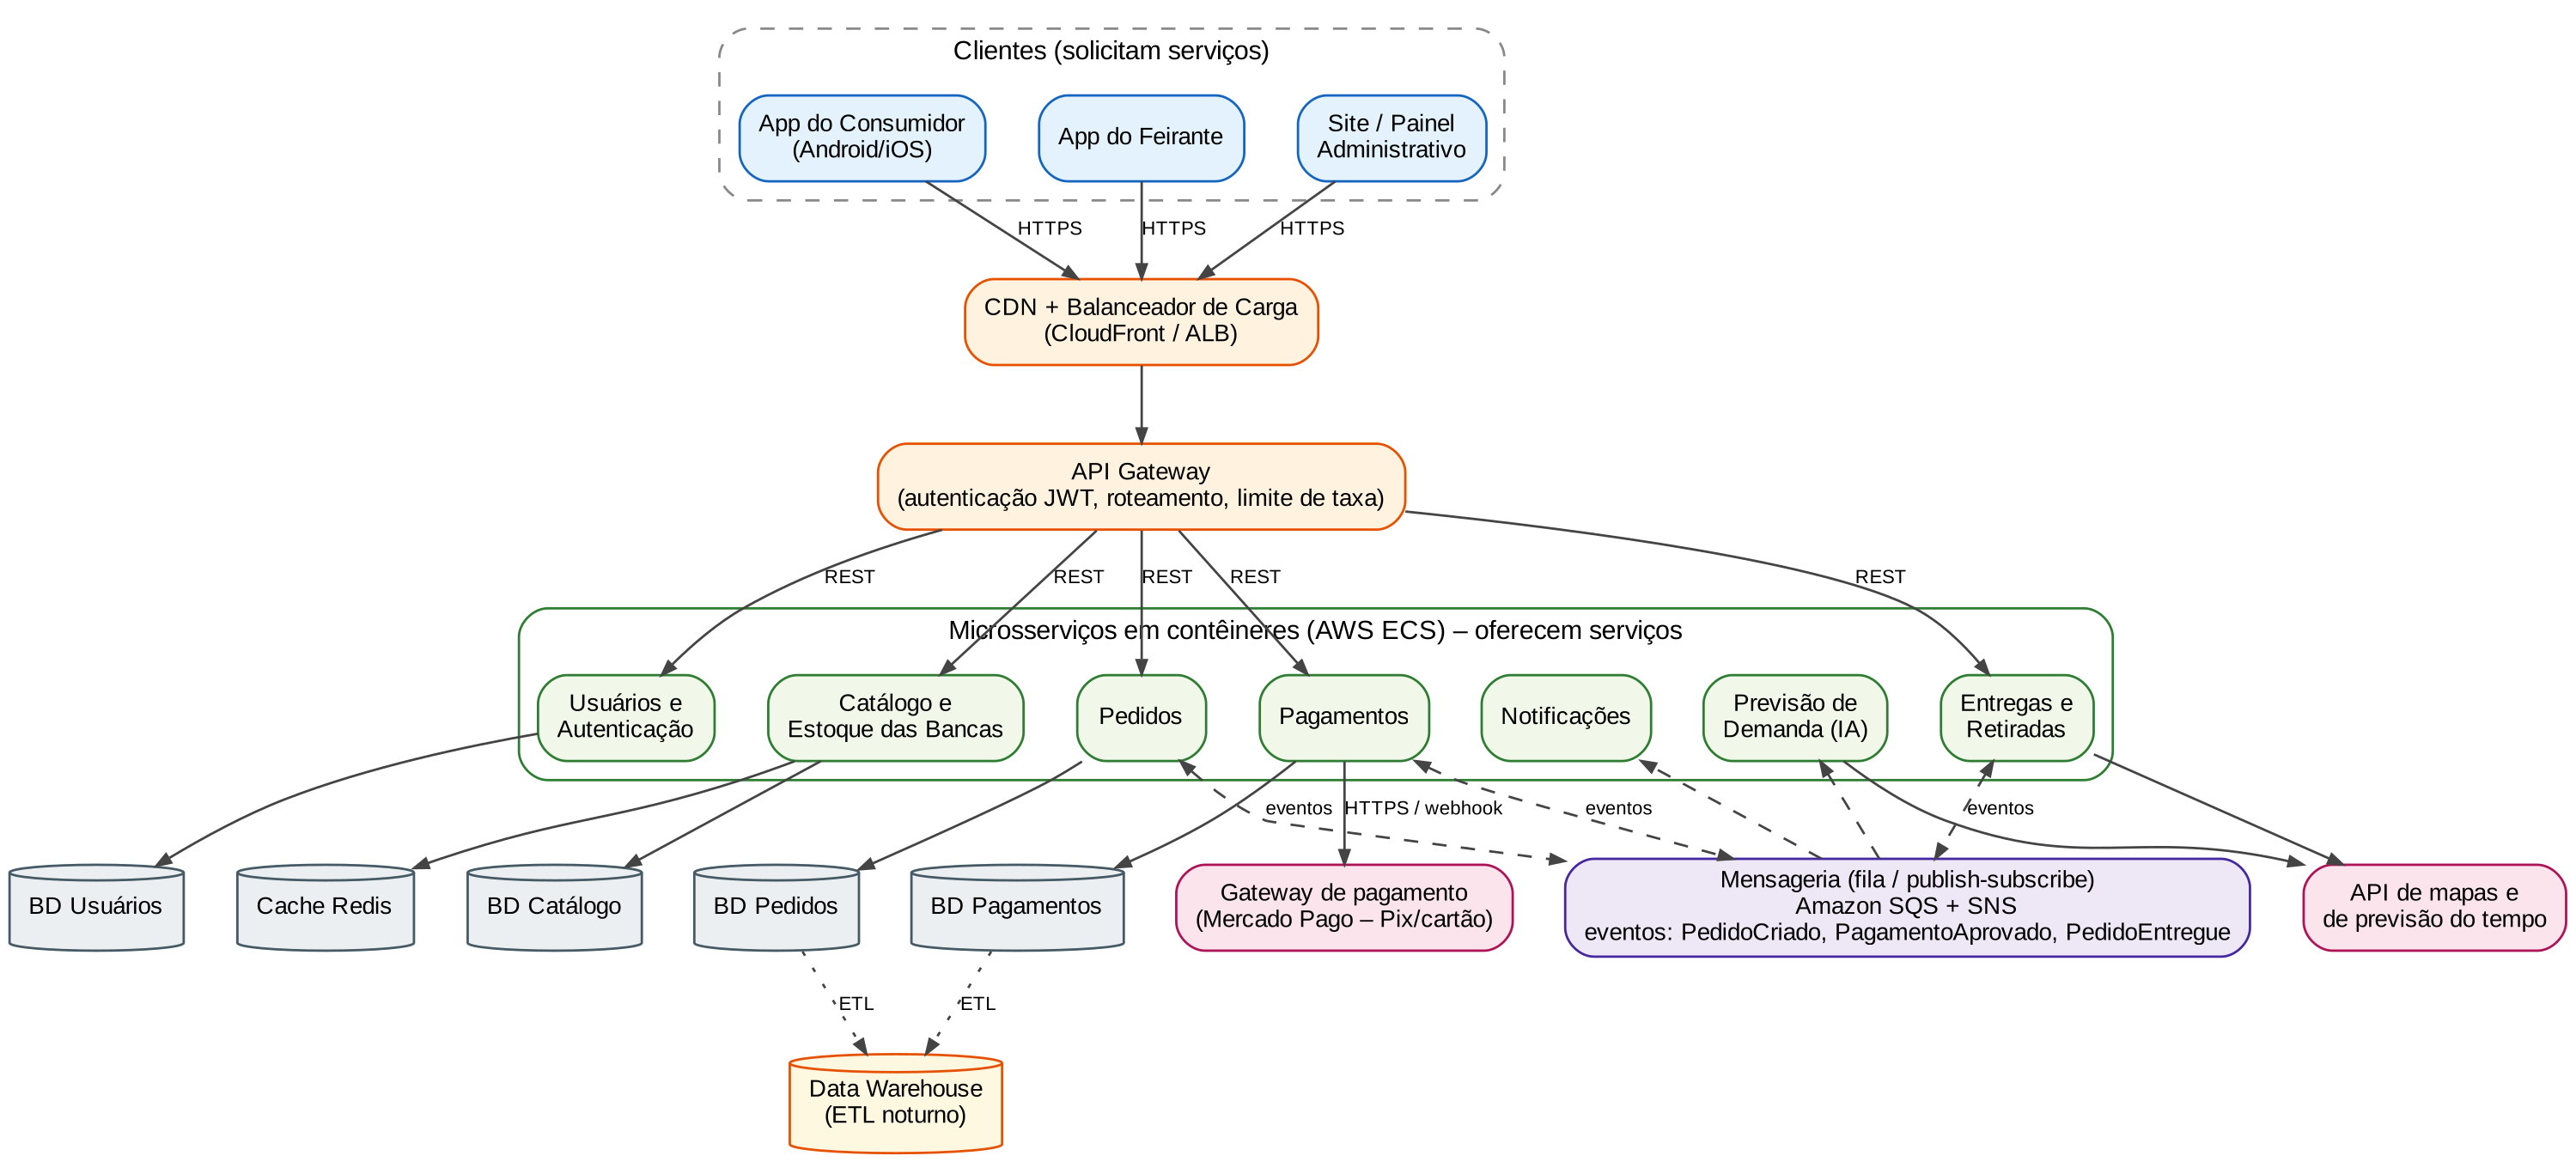 Clientes (solicitam serviços)
App do Consumidor
(Android/iOS)
App do Feirante
Site / Painel
Administrativo
HTTPS
HTTPS
HTTPS
CDN + Balanceador de Carga
(CloudFront / ALB)
API Gateway
(autenticação JWT, roteamento, limite de taxa)
REST
REST
REST
REST
REST
Microsserviços em contêineres (AWS ECS) – oferecem serviços
Usuários e
Autenticação
Catálogo e
Estoque das Bancas
Pedidos
Pagamentos
Notificações
Previsão de
Demanda (IA)
Entregas e
Retiradas
eventos
HTTPS / webhook
eventos
eventos
BD Usuários
Cache Redis
BD Catálogo
BD Pedidos
BD Pagamentos
Gateway de pagamento
(Mercado Pago – Pix/cartão)
Mensageria (fila / publish-subscribe)
Amazon SQS + SNS
eventos: PedidoCriado, PagamentoAprovado, PedidoEntregue
API de mapas e
de previsão do tempo
ETL
ETL
Data Warehouse
(ETL noturno)